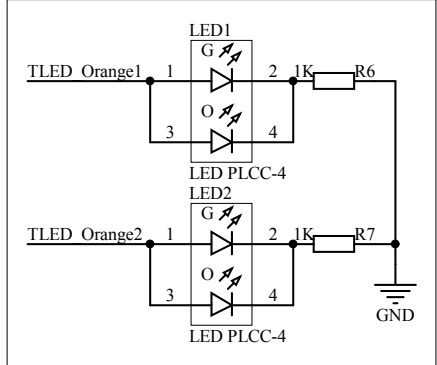 LED1
G
TLED_Orange1 1 2 1K R6
O
3 4
LED PLCC-4
LED2
G
TLED_Orange2 1 2 1K R7
O
3 4
LED PLCC-4
GND